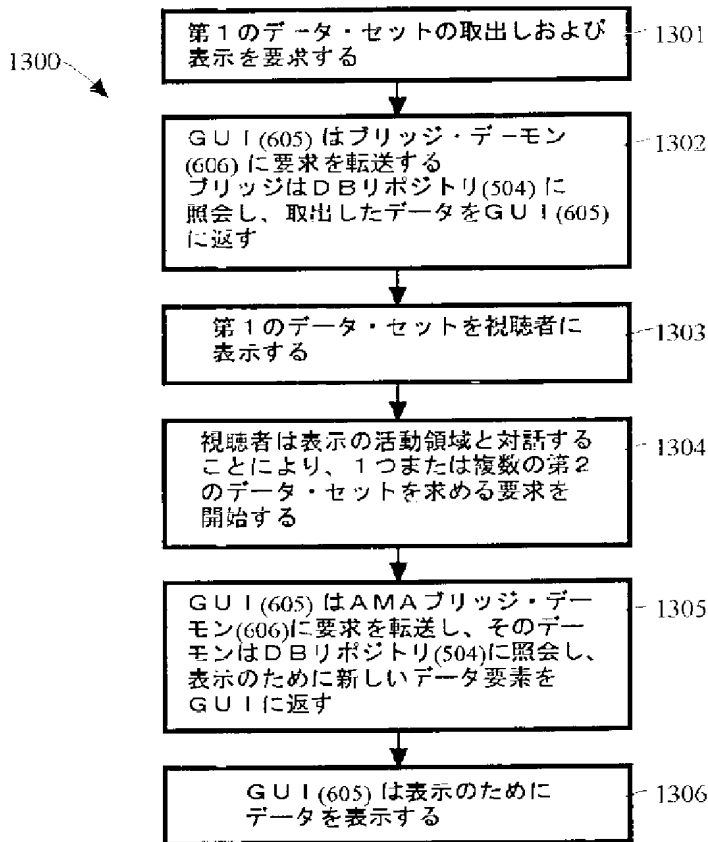 1300
第1のデータ・セットの取出しおよび
表示を要求する
1301
GUI(605)はブリッジ・デーモン
(606)に要求を転送する
ブリッジはDBリポジトリ(504)に
照会し、取出したデータをGUI(605)
に返す
1302
第1のデータ・セットを視聴者に
表示する
1303
視聴者は表示の活動領域と対話する
ことにより、1つまたは複数の第2
のデータ・セットを求める要求を
開始する
1304
GUI(605)はAMAブリッジ・デー
モン(606)に要求を転送し、そのデー
モンはDBリポジトリ(504)に照会し、
表示のために新しいデータ要素を
GUIに返す
1305
GUI(605)は表示のために
データを表示する
1306